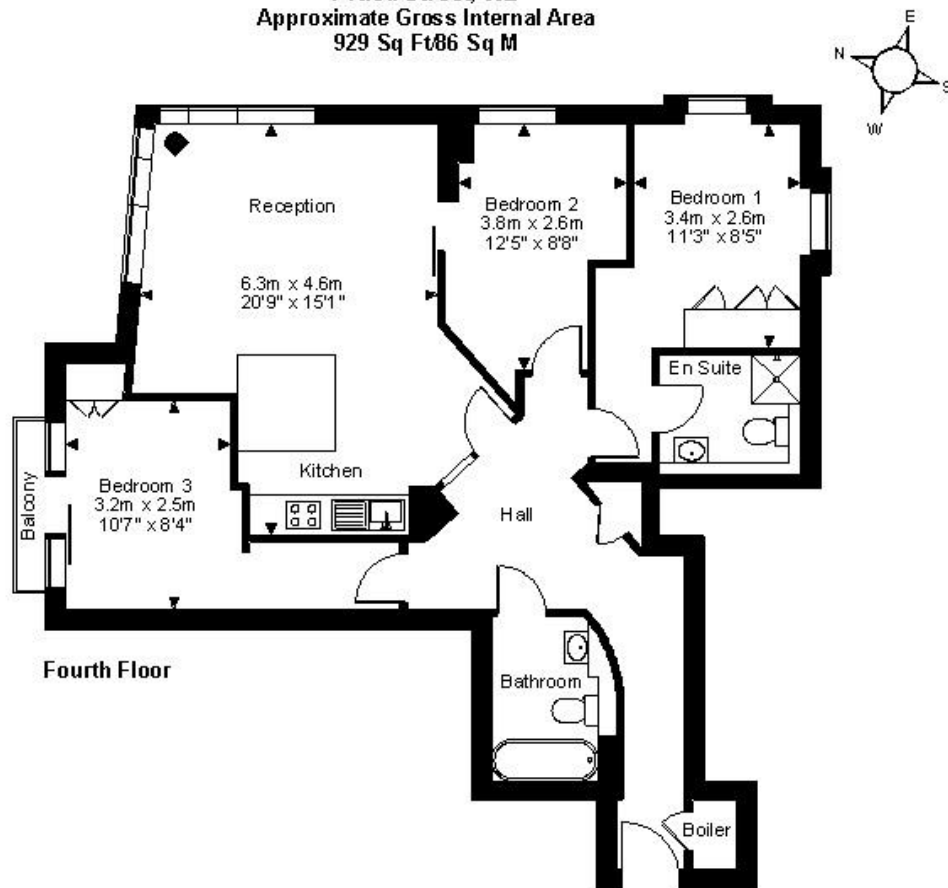 Approximate Gross Internal Area
929 Sq Ft/86 Sq M
E
N
S
W
Reception
6.3m x 4.6m
20'9" x 15'1"
Bedroom 2
3.8m x 2.6m
12'5" x 8'8"
Bedroom 1
3.4m x 2.6m
11'3" x 8'5"
En Suite
Kitchen
Bedroom 3
3.2m x 2.5m
10'7" x 8'4"
Balcony
Hall
Fourth Floor
Bathroom
Boiler